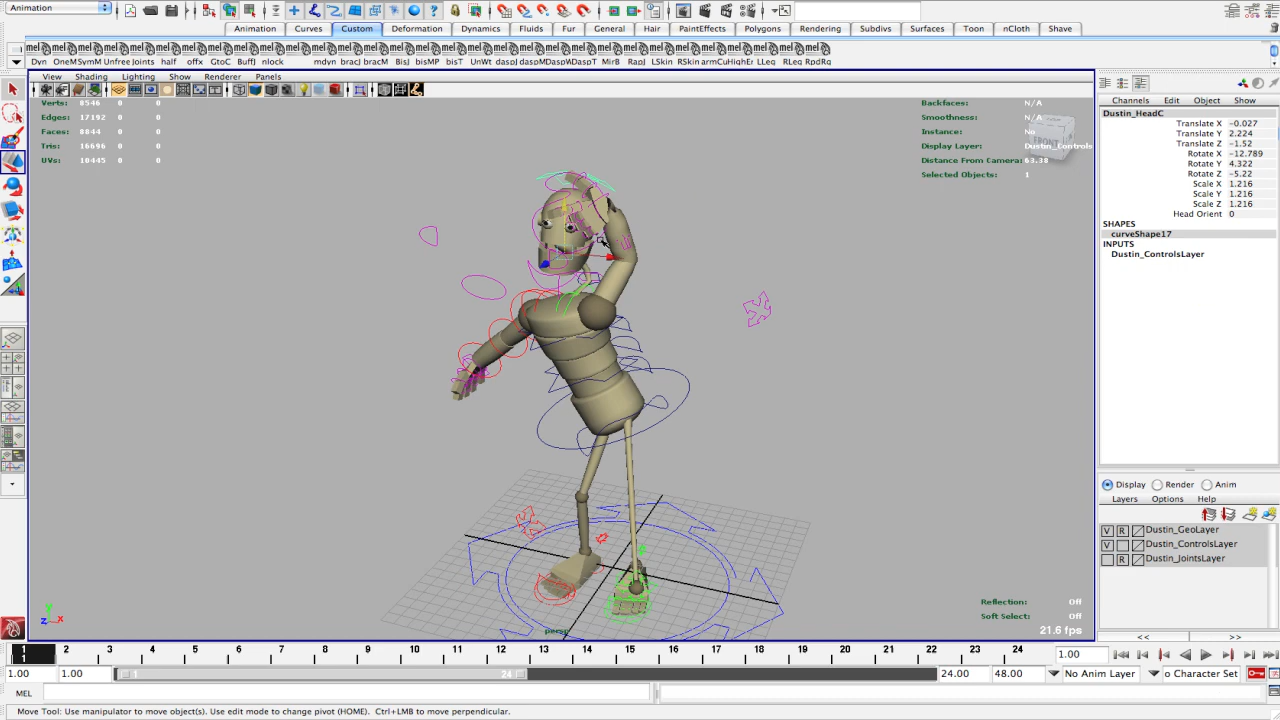 Animation
Animation Curves Custom Deformation Dynamics Fluids Fur General Hair PaintEffects Polygons Rendering Subdivs Surfaces Toon nCloth Shave
Dyn OneM SymM Unfree Joints half offx GtoC BuffJ nlock mdyn bracJ bracM BisJ bisMP bisT UnWt daspJ daspM MirB RapJ LSkin RSkin LLeq RLeq RpdRq
View Shading Lighting Show Renderer Panels
Verts: 8546 0 0
Edges: 17192 0 0
Faces: 8844 0 0
Tris: 16696 0 0
UVs: 10445 0 0
Backfaces: N/A
Smoothness: N/A
Instance: No
Display Layer: Dustin_Controls
Distance From Camera: 63.38
Selected Objects: 1
FRONT
Channels Edit Object Show
Dustin_HeadC
Translate X -0.027
Translate Y 2.224
Translate Z -1.52
Rotate X -12.789
Rotate Y 4.322
Rotate Z -5.22
Scale X 1.216
Scale Y 1.216
Scale Z 1.216
Head Orient 0
SHAPES
curveShape17
INPUTS
Dustin_ControlsLayer
Display Render Anim
Layers Options Help
V R Dustin_GeoLayer
V Dustin_ControlsLayer
R Dustin_JointsLayer
<< >>
Reflection: Off
Soft Select: Off
21.6 fps
persp
y
z x
1 2 3 4 5 6 7 8 9 10 11 12 13 14 15 16 17 18 19 20 21 22 23 24
1
1.00
1.00 1.00 1 24 24.00 48.00 No Anim Layer o Character Set
MEL
Move Tool: Use manipulator to move object(s). Use edit mode to change pivot (HOME). Ctrl+LMB to move perpendicular.